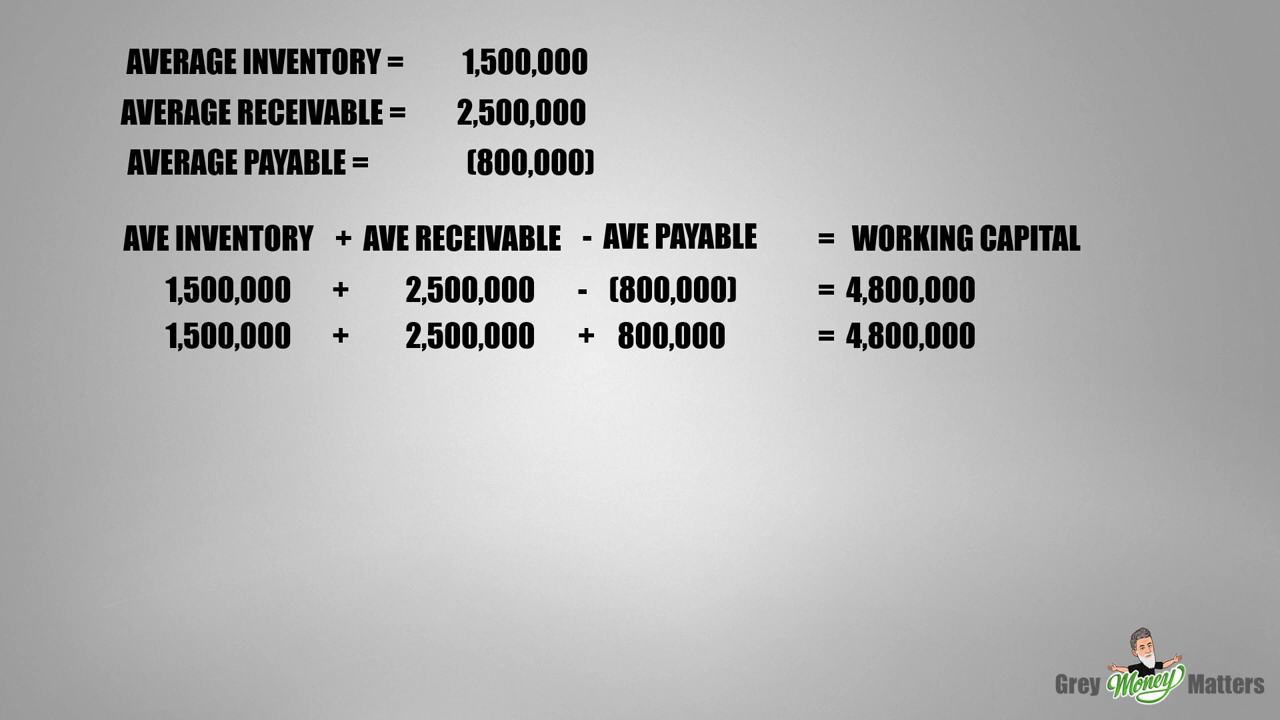 AVERAGE INVENTORY = 1,500,000
AVERAGE RECEIVABLE = 2,500,000
AVERAGE PAYABLE = (800,000)
AVE INVENTORY + AVE RECEIVABLE - AVE PAYABLE = WORKING CAPITAL
1,500,000 + 2,500,000 - (800,000) = 4,800,000
1,500,000 + 2,500,000 + 800,000 = 4,800,000
Grey Money Matters